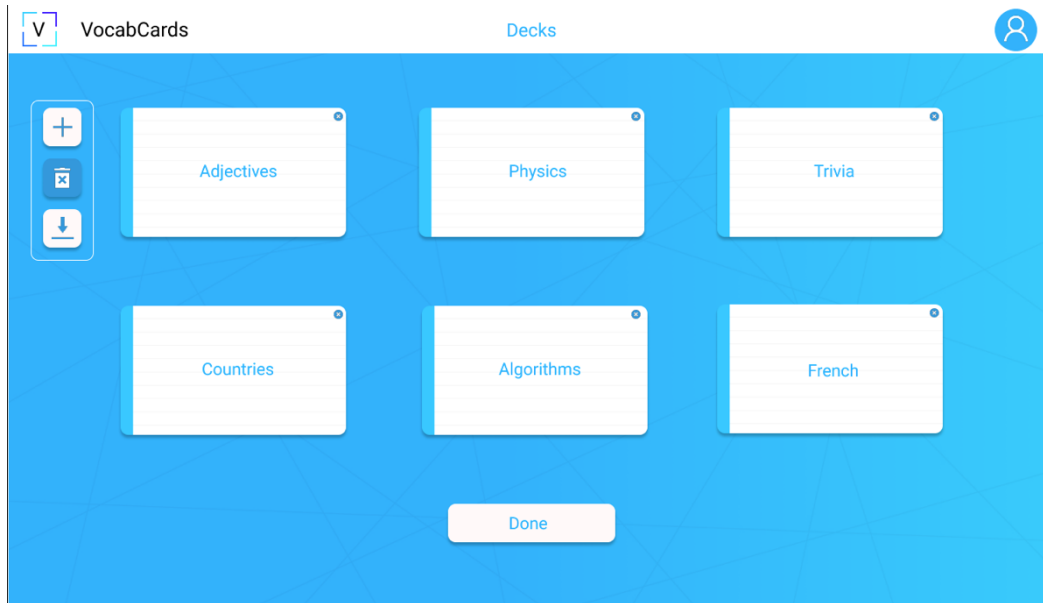 V
VocabCards
Decks
Adjectives
Physics
Trivia
Countries
Algorithms
French
Done